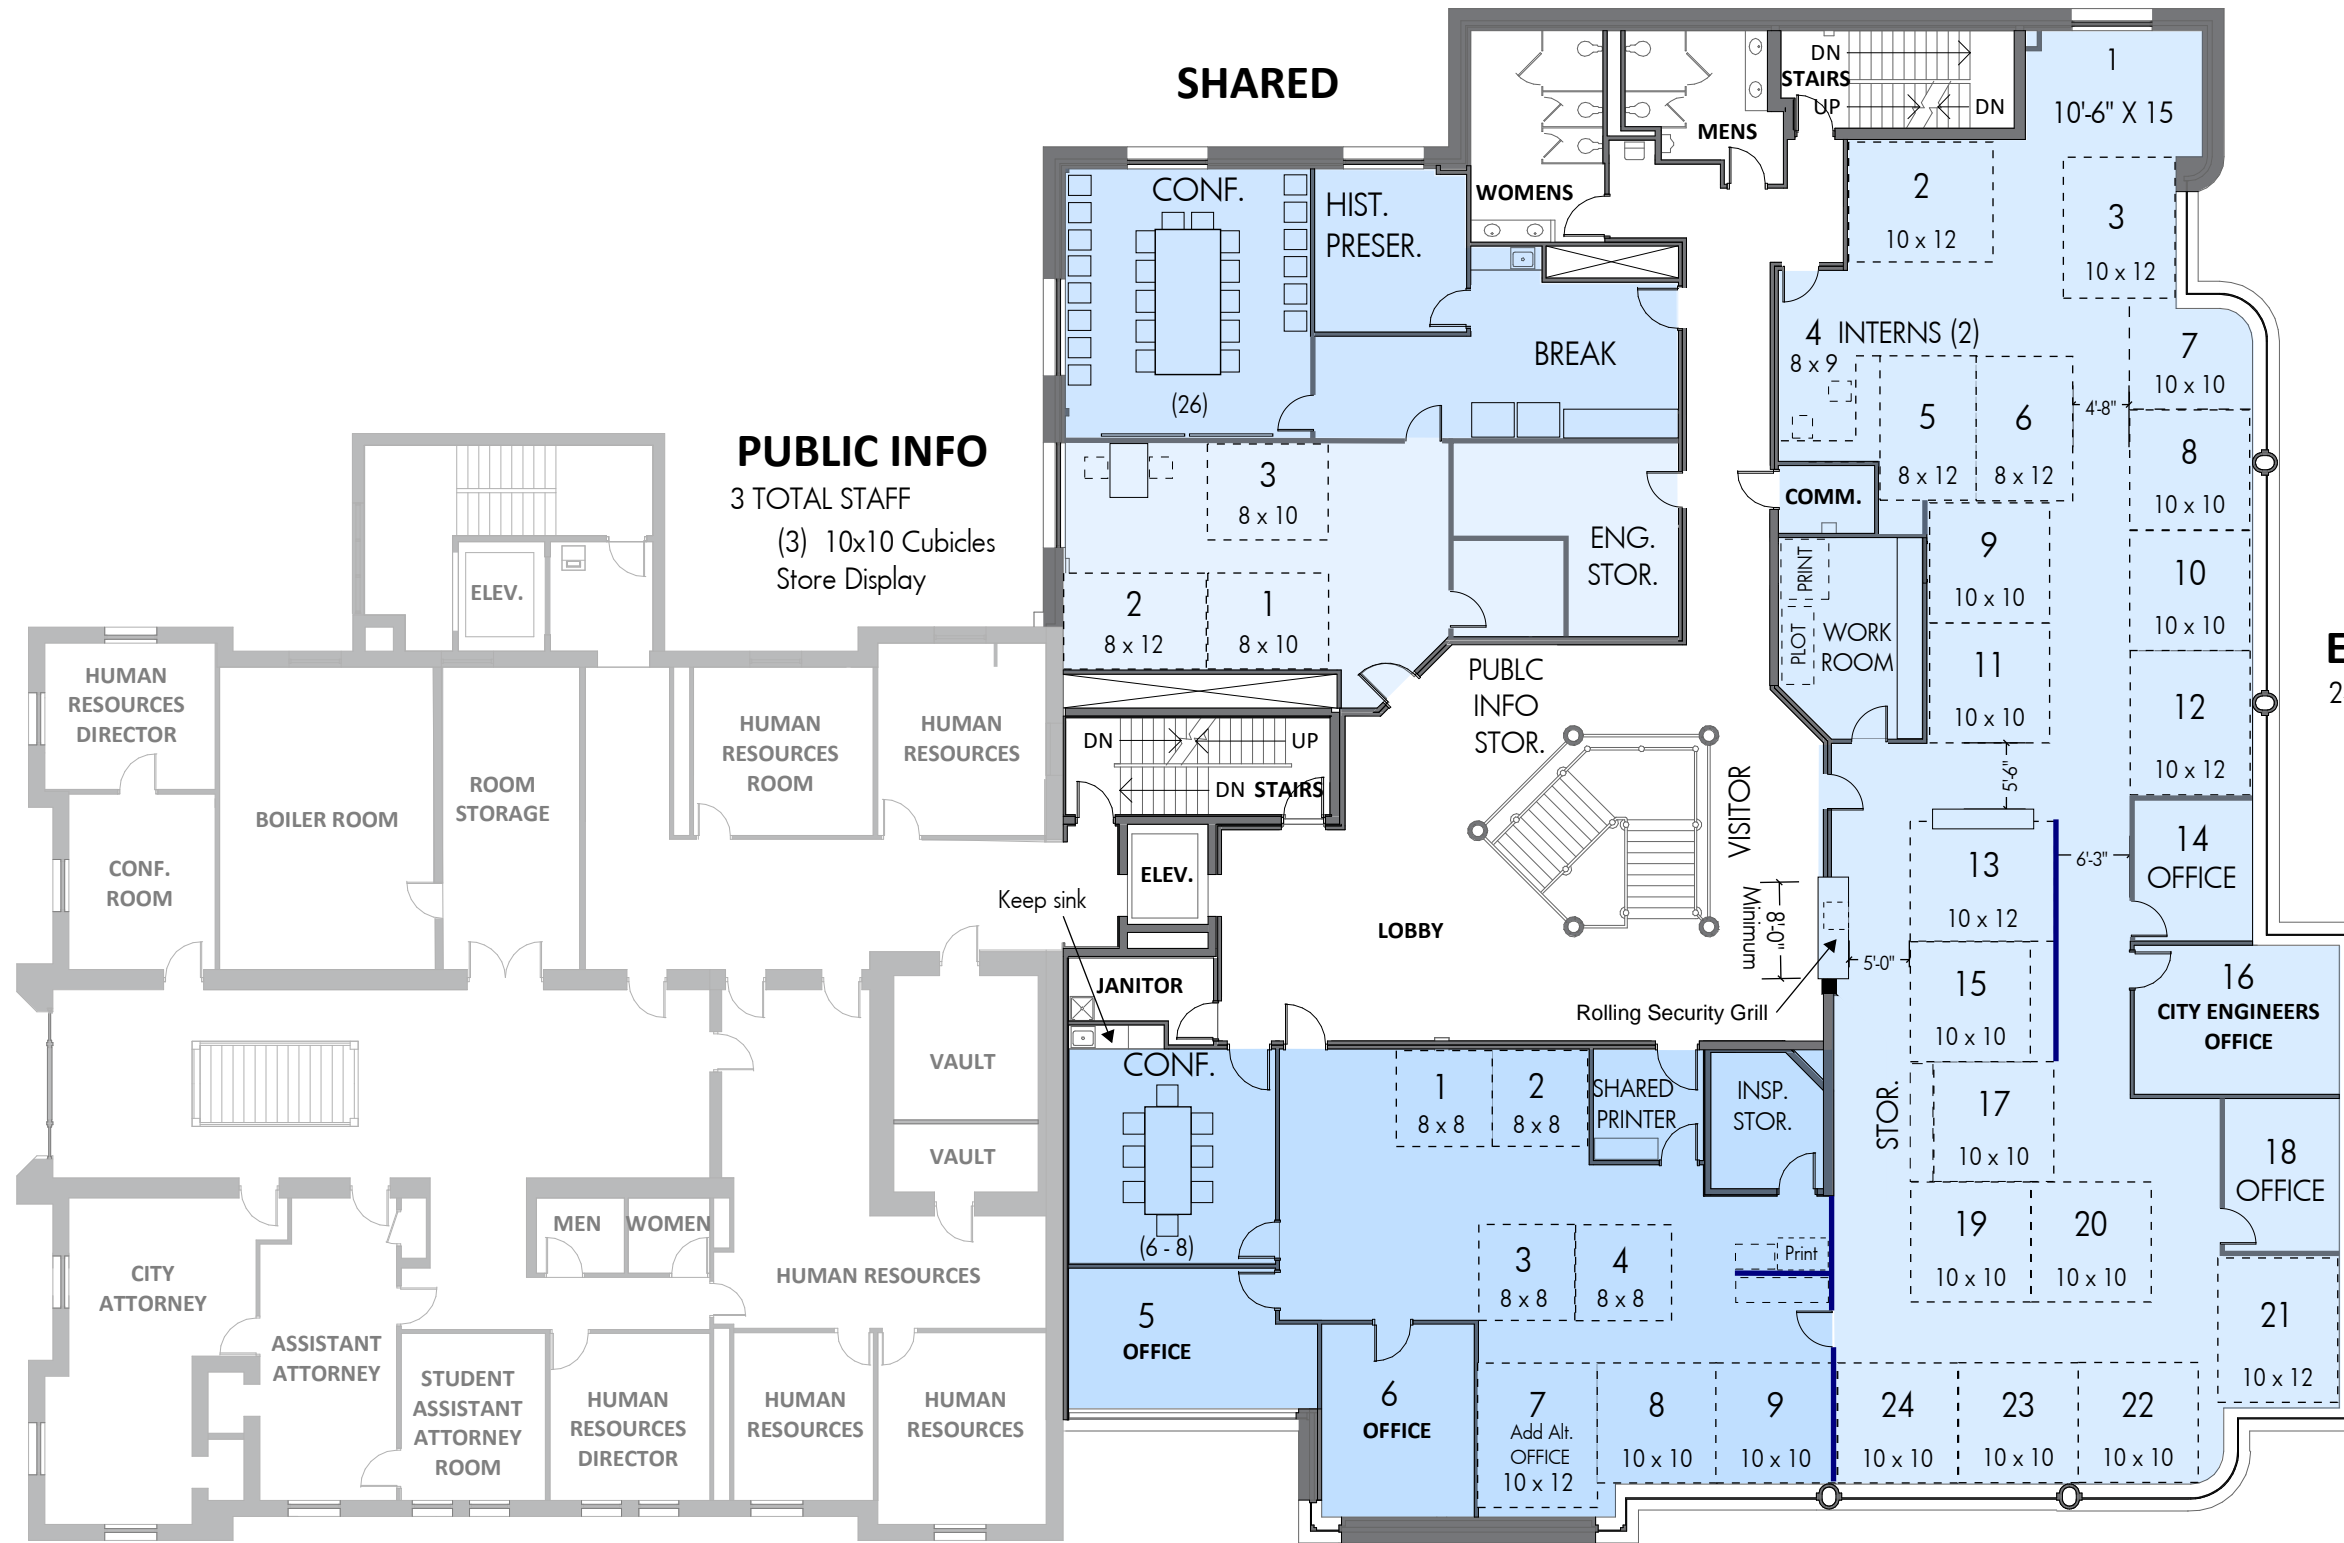 SHARED
DN
STAIRS
UP
DN
MENS
WOMENS
1
10'-6" X 15
2
10 x 12
3
10 x 12
CONF.
(26)
HIST.
PRESER.
BREAK
4
8 x 9
INTERNS (2)
5
8 x 12
6
8 x 12
4'-8"
7
10 x 10
8
10 x 10
PUBLIC INFO
3 TOTAL STAFF
(3) 10x10 Cubicles
Store Display
3
8 x 10
2
8 x 12
1
8 x 10
ENG.
STOR.
COMM.
PRINT
PLOT
WORK
ROOM
9
10 x 10
10
10 x 10
11
10 x 10
12
10 x 12
E
2
5'-6"
ELEV.
HUMAN
RESOURCES
DIRECTOR
BOILER ROOM
ROOM
STORAGE
HUMAN
RESOURCES
ROOM
HUMAN
RESOURCES
CONF.
ROOM
DN
UP
DN STAIRS
PUBLC
INFO
STOR.
VISITOR
ELEV.
Keep sink
LOBBY
8'-0"
Minimum
Rolling Security Grill
5'-0"
13
10 x 12
6'-3"
14
OFFICE
15
10 x 10
16
CITY ENGINEERS
OFFICE
JANITOR
VAULT
VAULT
CONF.
(6 - 8)
1
8 x 8
2
8 x 8
SHARED
PRINTER
INSP.
STOR.
STOR.
17
10 x 10
18
OFFICE
19
10 x 10
20
10 x 10
3
8 x 8
4
8 x 8
Print
21
10 x 12
MEN
WOMEN
CITY
ATTORNEY
ASSISTANT
ATTORNEY
HUMAN RESOURCES
STUDENT
ASSISTANT
ATTORNEY
ROOM
HUMAN
RESOURCES
DIRECTOR
HUMAN
RESOURCES
HUMAN
RESOURCES
5
OFFICE
6
OFFICE
7
Add Alt.
OFFICE
10 x 12
8
10 x 10
9
10 x 10
24
10 x 10
23
10 x 10
22
10 x 10